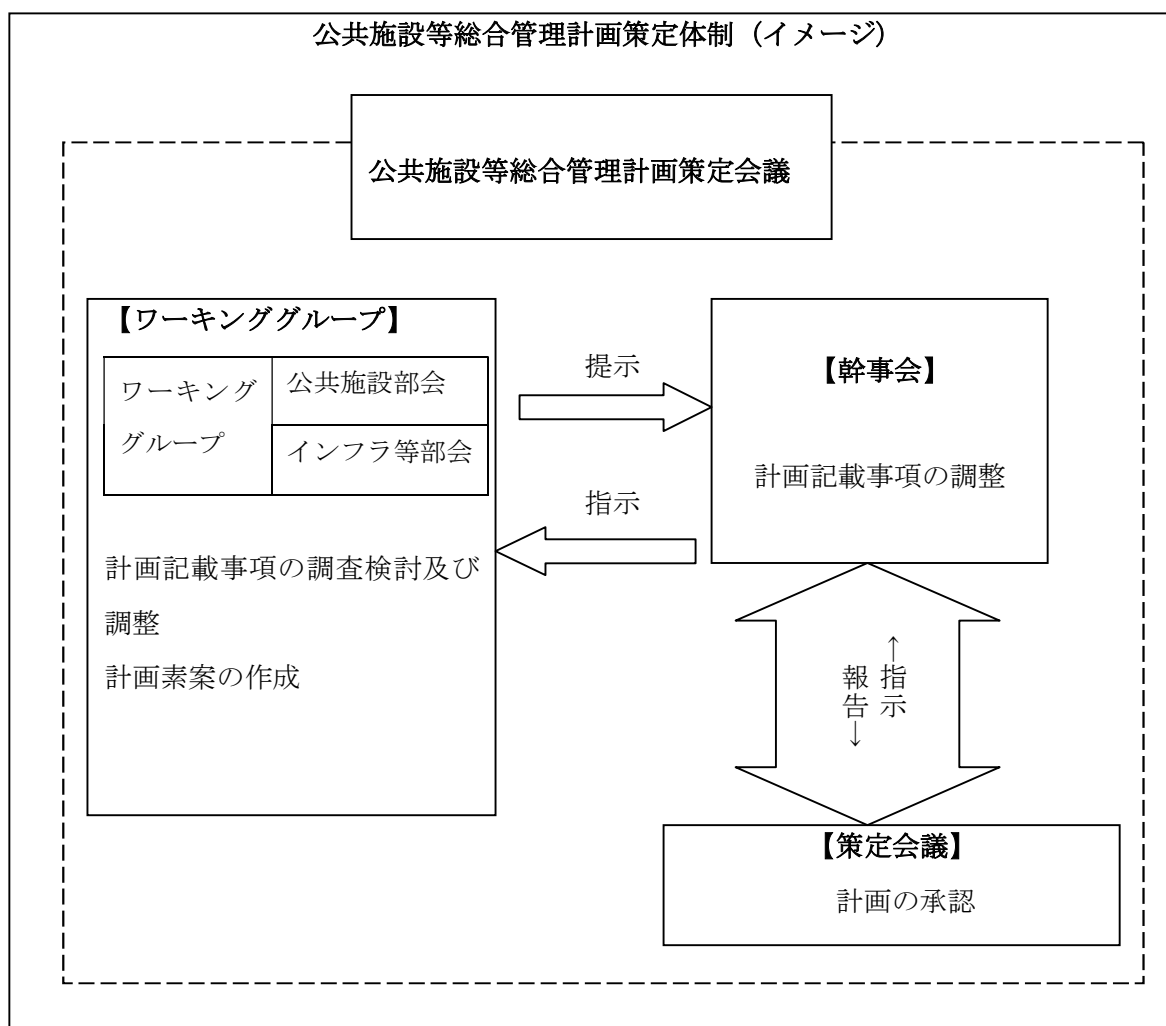 公共施設等総合管理計画策定体制（イメージ）
公共施設等総合管理計画策定会議
【ワーキンググループ】
ワーキング
グループ
公共施設部会
インフラ等部会
計画記載事項の調査検討及び
調整
計画素案の作成
提示
指示
【幹事会】
計画記載事項の調整
←指示
報告→
【策定会議】
計画の承認